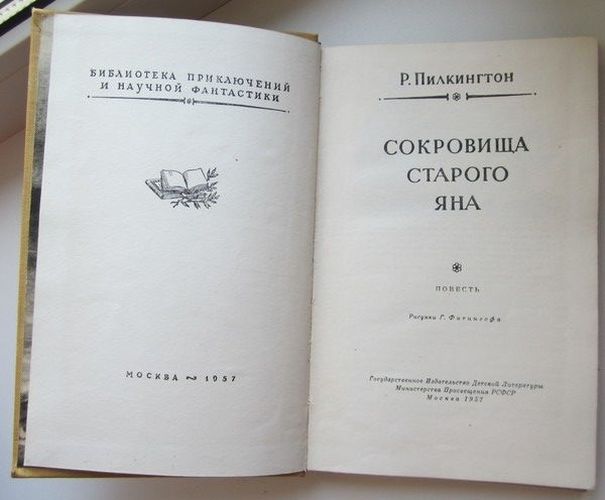 БИБЛИОТЕКА ПРИКЛЮЧЕНИЙ
И НАУЧНОЙ ФАНТАСТИКИ
МОСКВА ~ 1957
Р. ПИЛКИНГТОН
СОКРОВИЩА
СТАРОГО
ЯНА
ПОВЕСТЬ
Рисунки Г. Фитингофа
Государственное Издательство Детской Литературы
Министерства Просвещения РСФСР
Москва 1957